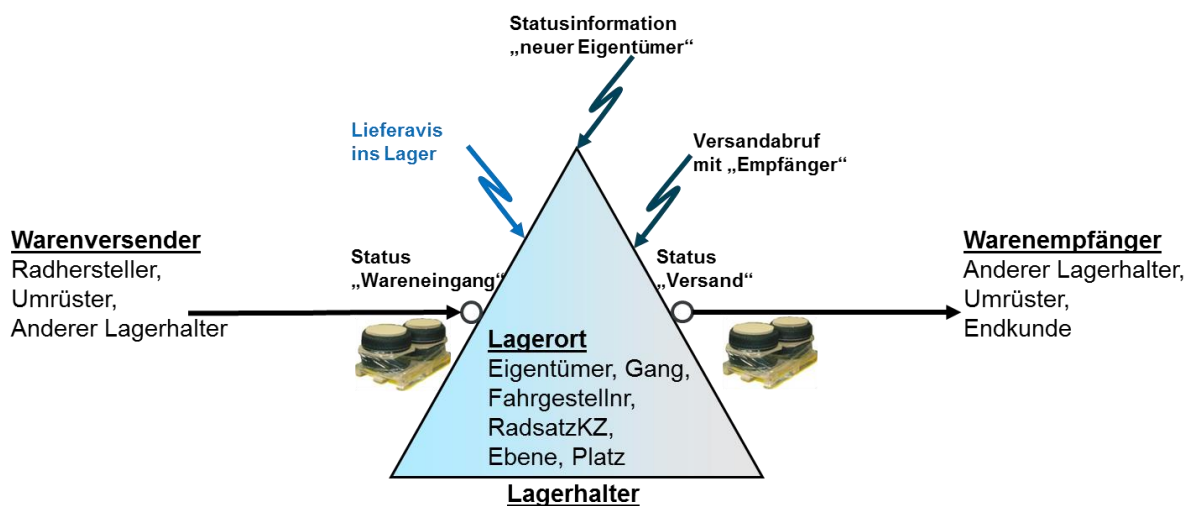 Statusinformation
„neuer Eigentümer“
Lieferavis
ins Lager
Versandabruf
mit „Empfänger“
Warenversender
Radhersteller,
Umrüster,
Anderer Lagerhalter
Status
„Wareneingang“
Status
„Versand“
Warenempfänger
Anderer Lagerhalter,
Umrüster,
Endkunde
Lagerort
Eigentümer, Gang,
Fahrgestellnr,
RadsatzKZ,
Ebene, Platz
Lagerhalter